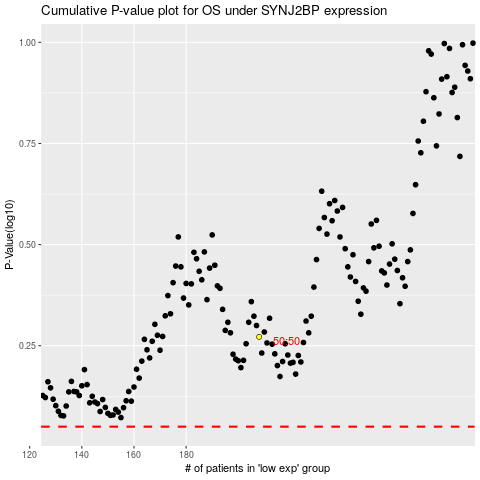 Cumulative P-value plot for OS under SYNJ2BP expression
1.00
0.75
0.50
0.25
50:50
120 140 160 180
P-Value(log10)
# of patients in 'low exp' group